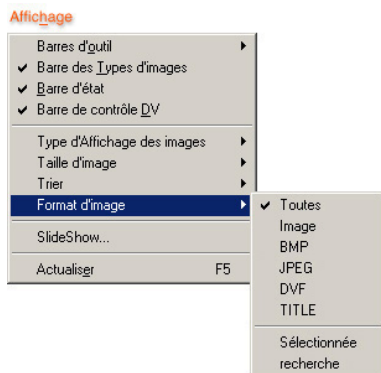 Affichage
Barres d'outil
Barre des Types d'images
Barre d'état
Barre de contrôle DV
Type d'Affichage des images
Taille d'image
Trier
Format d'image
SlideShow...
Actualiser F5
Toutes
Image
BMP
JPEG
DVF
TITLE
Sélectionnée
recherche